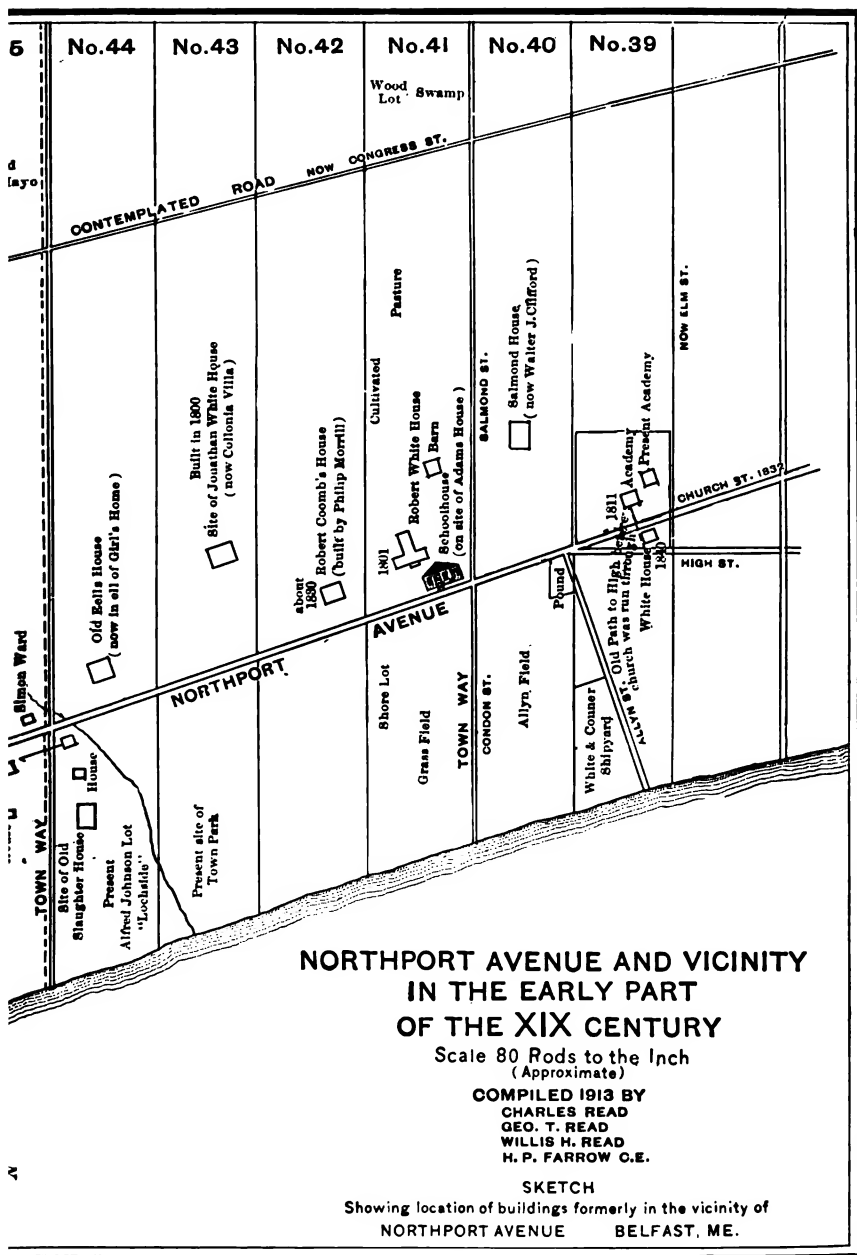 5
No.44
No.43
No.42
No.41
No.40
No.39
Wood
Lot
Swamp
CONTEMPLATED ROAD NOW CONGRESS ST.
Pasture
Cultivated
NOW ELM ST.
SALMOND ST.
Salmond House
(now Walter J. Clifford)
Built in 1800
Site of Jonathan White House
(now Collonia Villa)
about
1830
Robert Coomb's House
(built by Philip Morrill)
1801
Robert White House
Barn
Schoolhouse
(on site of Adams House)
Old Eells House
(now in ell of Girl's Home)
1811
Academy
Present Academy
CHURCH ST. 1832
HIGH ST.
White House
1840
Old Path to High before
church was run through
Pound
ALLYN ST.
NORTHPORT AVENUE
Simon Ward
House
Site of Old
Slaughter House
TOWN WAY
Present
Alfred Johnson Lot
"Lochside"
Present site of
Town Park
Shore Lot
Grass Field
TOWN WAY
CONDON ST.
Allyn Field
White & Conner
Shipyard
NORTHPORT AVENUE AND VICINITY
IN THE EARLY PART
OF THE XIX CENTURY
Scale 80 Rods to the Inch
(Approximate)
COMPILED 1913 BY
CHARLES READ
GEO. T. READ
WILLIS H. READ
H. P. FARROW C.E.
SKETCH
Showing location of buildings formerly in the vicinity of
NORTHPORT AVENUE BELFAST, ME.